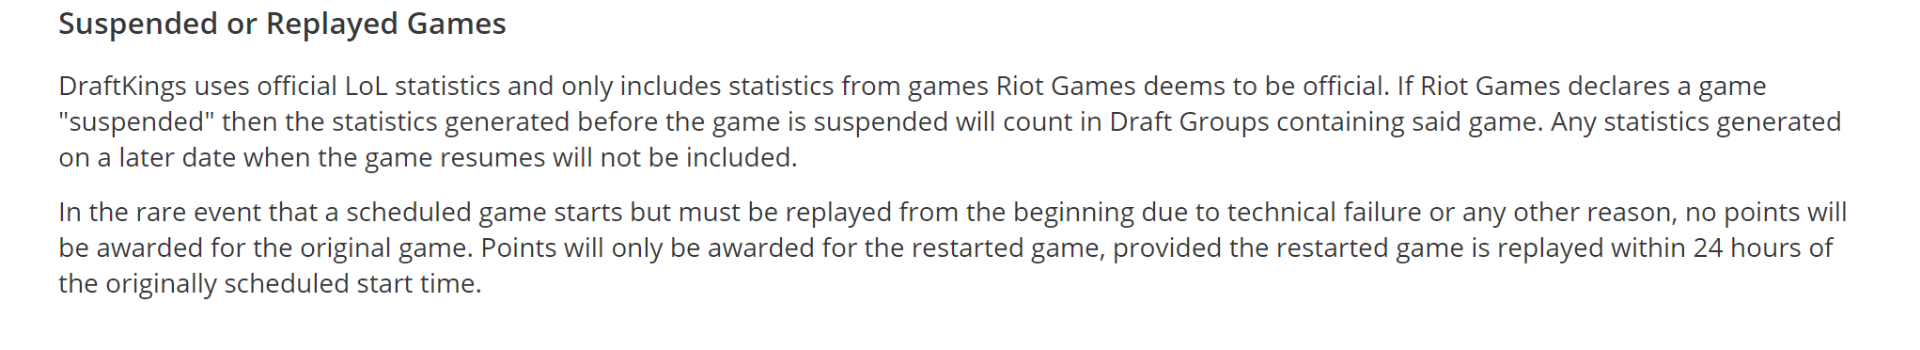 Suspended or Replayed Games
DraftKings uses official LoL statistics and only includes statistics from games Riot Games deems to be official. If Riot Games declares a game
"suspended" then the statistics generated before the game is suspended will count in Draft Groups containing said game. Any statistics generated
on a later date when the game resumes will not be included.
In the rare event that a scheduled game starts but must be replayed from the beginning due to technical failure or any other reason, no points will
be awarded for the original game. Points will only be awarded for the restarted game, provided the restarted game is replayed within 24 hours of
the originally scheduled start time.